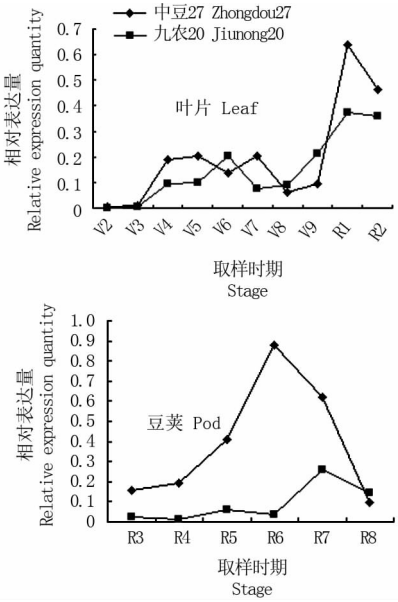 中豆27 Zhongdou27
九农20 Jiunong20
相对表达量
Relative expression quantity
0.7
0.6
0.5
0.4
0.3
0.2
0.1
0
叶片 Leaf
V2 V3 V4 V5 V6 V7 V8 V9 R1 R2
取样时期
Stage
相对表达量
Relative expression quantity
1.0
0.9
0.8
0.7
0.6
0.5
0.4
0.3
0.2
0.1
0
豆荚 Pod
R3 R4 R5 R6 R7 R8
取样时期
Stage